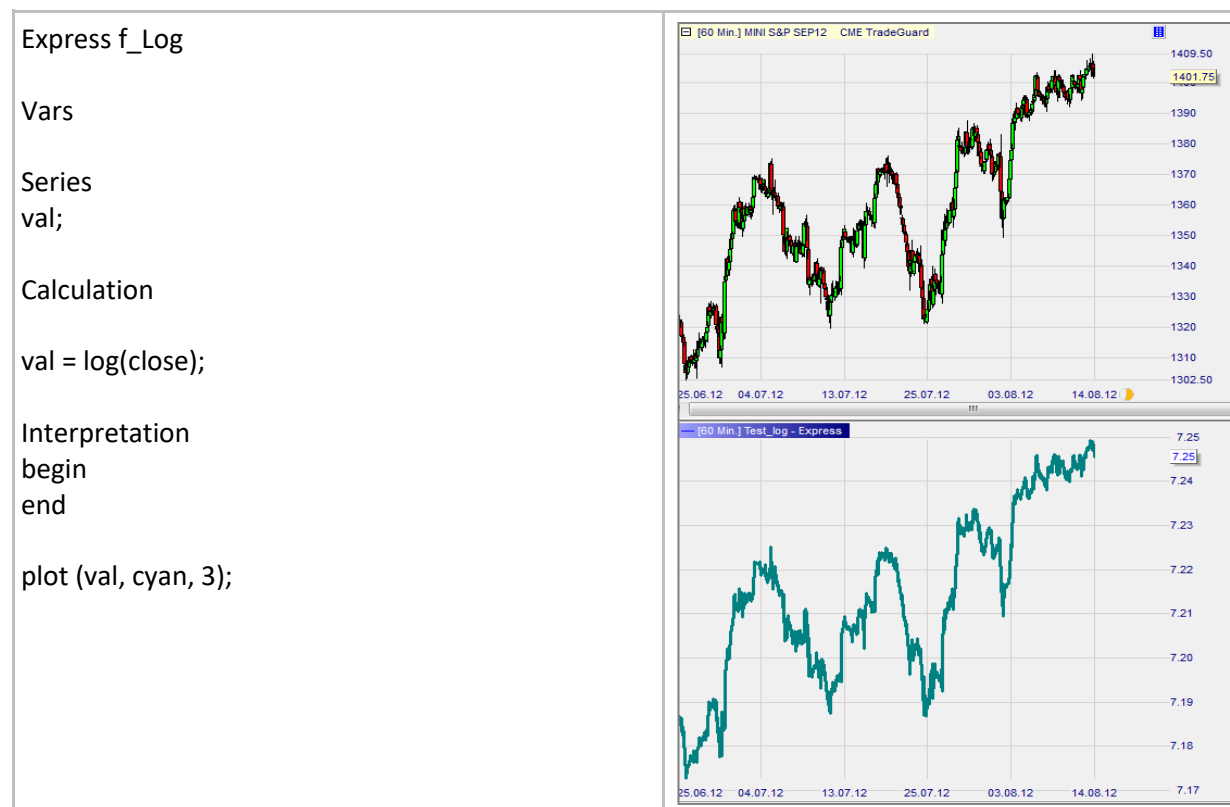 Express f_Log
Vars
Series
val;
Calculation
val = log(close);
Interpretation
begin
end
plot (val, cyan, 3);
[60 Min.] MINI S&P SEP12 CME TradeGuard
1409.50
1401.75
1390
1380
1370
1360
1350
1340
1330
1320
1310
1302.50
25.06.12 04.07.12 13.07.12 25.07.12 03.08.12 14.08.12
[60 Min.] Test_log - Express
7.25
7.25
7.24
7.23
7.22
7.21
7.20
7.19
7.18
7.17
25.06.12 04.07.12 13.07.12 25.07.12 03.08.12 14.08.12